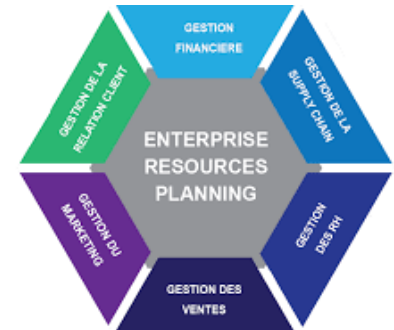 GESTION
FINANCIERE
GESTION DE LA
SUPPLY CHAIN
GESTION
DES RH
GESTION DES
VENTES
GESTION DU
MARKETING
GESTION DE LA
RELATION CLIENT
ENTERPRISE
RESOURCES
PLANNING